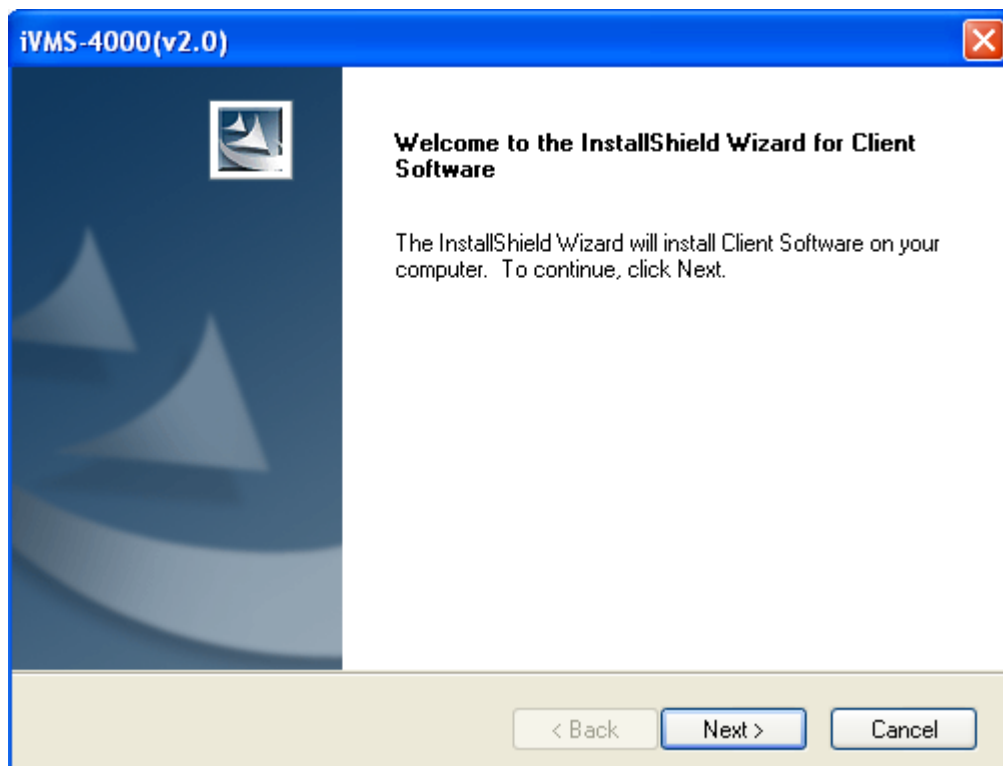 iVMS-4000(v2.0)
Welcome to the InstallShield Wizard for Client
Software
The InstallShield Wizard will install Client Software on your
computer. To continue, click Next.
< Back
Next >
Cancel